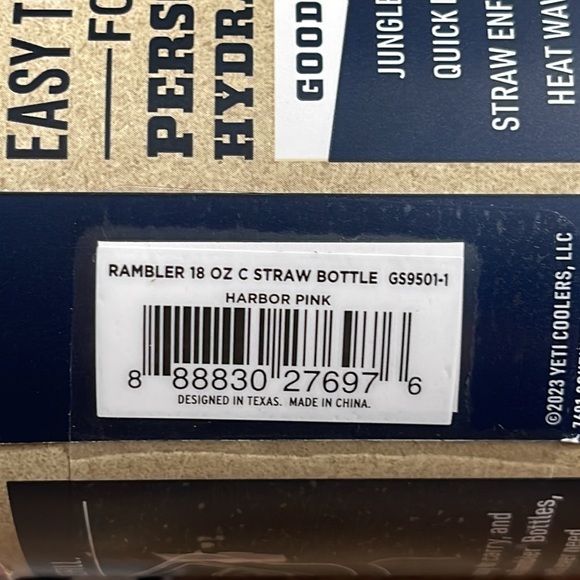 EASY T
FO
PERS
HYDR
GOOD
JUNGLE
QUICK
STRAW ENF
HEAT WAV
RAMBLER 18 OZ C STRAW BOTTLE GS9501-1
HARBOR PINK
8 88830 27697 6
DESIGNED IN TEXAS. MADE IN CHINA.
©2023 YETI COOLERS, LLC
carry, and
Bottles,
need